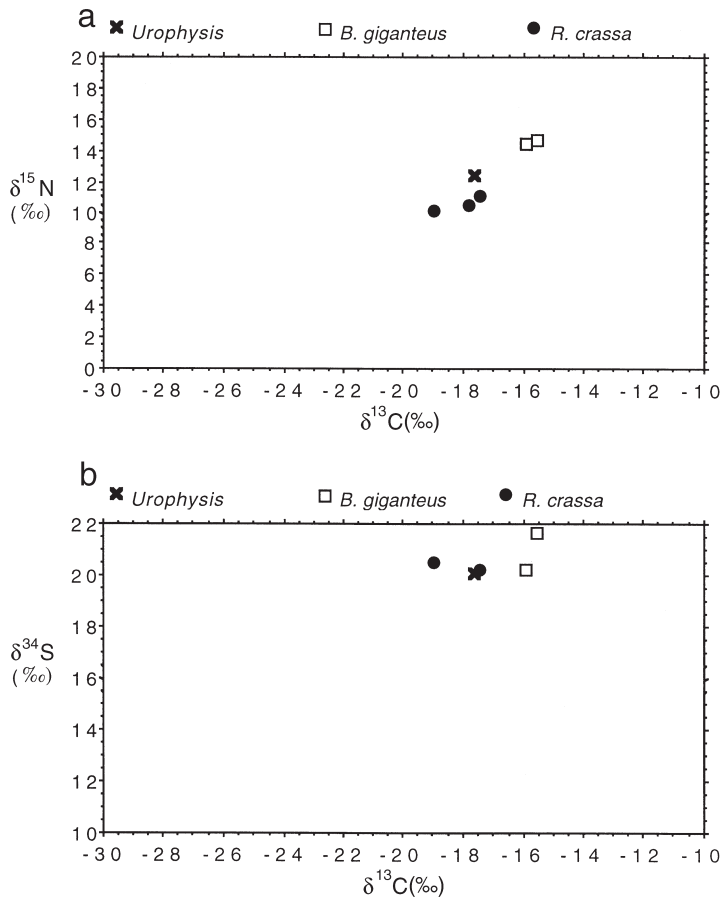 a
Urophysis B. giganteus R. crassa
20
18
16
14
12
10
8
6
4
2
0
δ15N
(‰)
-30 -28 -26 -24 -22 -20 -18 -16 -14 -12 -10
δ13C(‰)
b
Urophysis B. giganteus R. crassa
22
20
18
16
14
12
10
δ34S
(‰)
-30 -28 -26 -24 -22 -20 -18 -16 -14 -12 -10
δ13C(‰)